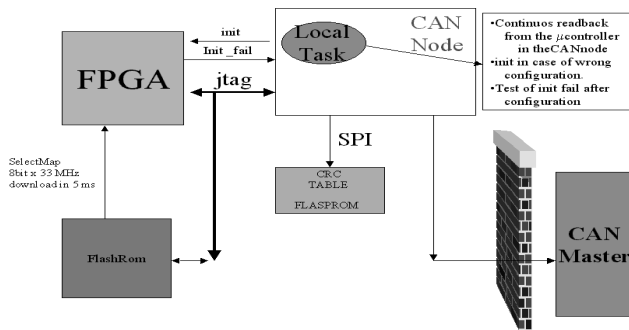 init
Init_fail
FPGA
jtag
Local
Task
CAN
Node
•Continuos readback
from the μcontroller
in theCANnode
•init in case of wrong
configuration.
•Test of init fail after
configuration
SelectMap
8bit x 33 MHz
download in 5 ms
SPI
CRC
TABLE
FLASPROM
FlashRom
CAN
Master